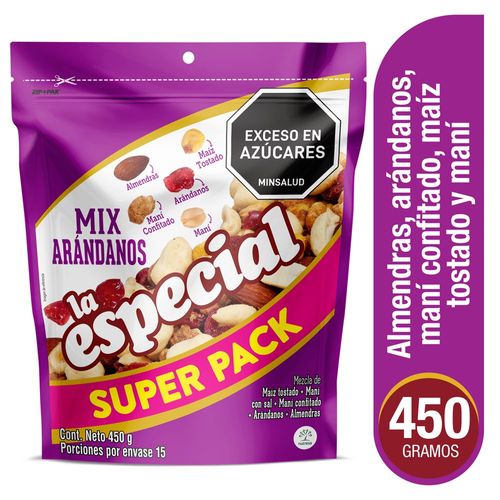 ZIP-PAK
EXCESO EN
AZÚCARES
MINSALUD
Almendras
Maíz
Tostado
Arándanos
Maní
Confitado
Maní
MIX
ARÁNDANOS
la
especial
SUPER PACK
Mezcla de
Maíz tostado • Maní
con sal • Maní confitado
• Arándanos • Almendras
Cont. Neto 450 g
Porciones por envase 15
nutresa
Almendras, arándanos,
maní confitado, maíz
tostado y maní
450
GRAMOS